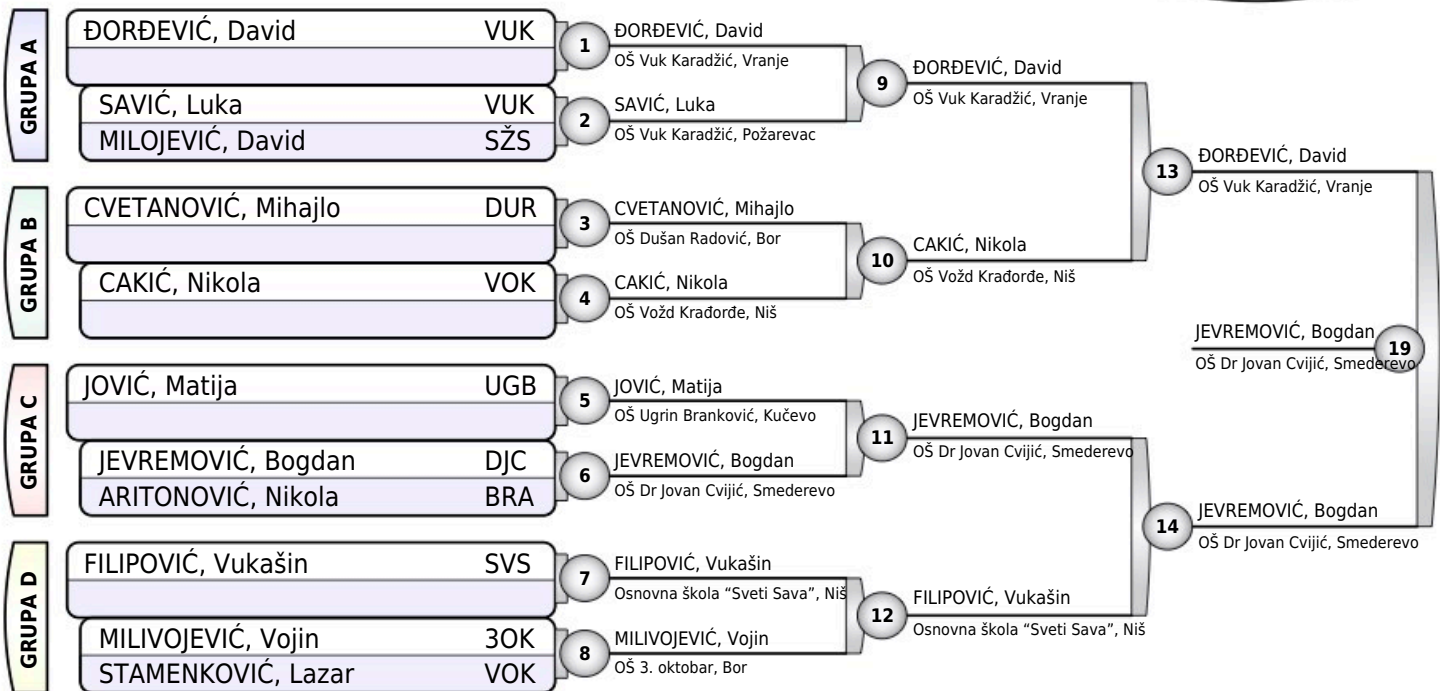 GRUPA A
ĐORĐEVIĆ, David VUK
SAVIĆ, Luka VUK
MILOJEVIĆ, David SŽS
GRUPA B
CVETANOVIĆ, Mihajlo DUR
CAKIĆ, Nikola VOK
GRUPA C
JOVIĆ, Matija UGB
JEVREMOVIĆ, Bogdan DJC
ARITONOVIĆ, Nikola BRA
GRUPA D
FILIPOVIĆ, Vukašin SVS
MILIVOJEVIĆ, Vojin 3OK
STAMENKOVIĆ, Lazar VOK
1
ĐORĐEVIĆ, David
OŠ Vuk Karadžić, Vranje
2
SAVIĆ, Luka
OŠ Vuk Karadžić, Požarevac
3
CVETANOVIĆ, Mihajlo
OŠ Dušan Radović, Bor
4
CAKIĆ, Nikola
OŠ Vožd Krađorđe, Niš
5
JOVIĆ, Matija
OŠ Ugrin Branković, Kučevo
6
JEVREMOVIĆ, Bogdan
OŠ Dr Jovan Cvijić, Smederevo
7
FILIPOVIĆ, Vukašin
Osnovna škola “Sveti Sava”, Niš
8
MILIVOJEVIĆ, Vojin
OŠ 3. oktobar, Bor
9
ĐORĐEVIĆ, David
OŠ Vuk Karadžić, Vranje
10
CAKIĆ, Nikola
OŠ Vožd Krađorđe, Niš
11
JEVREMOVIĆ, Bogdan
OŠ Dr Jovan Cvijić, Smederevo
12
FILIPOVIĆ, Vukašin
Osnovna škola “Sveti Sava”, Niš
13
ĐORĐEVIĆ, David
OŠ Vuk Karadžić, Vranje
14
JEVREMOVIĆ, Bogdan
OŠ Dr Jovan Cvijić, Smederevo
JEVREMOVIĆ, Bogdan
19
OŠ Dr Jovan Cvijić, Smederevo